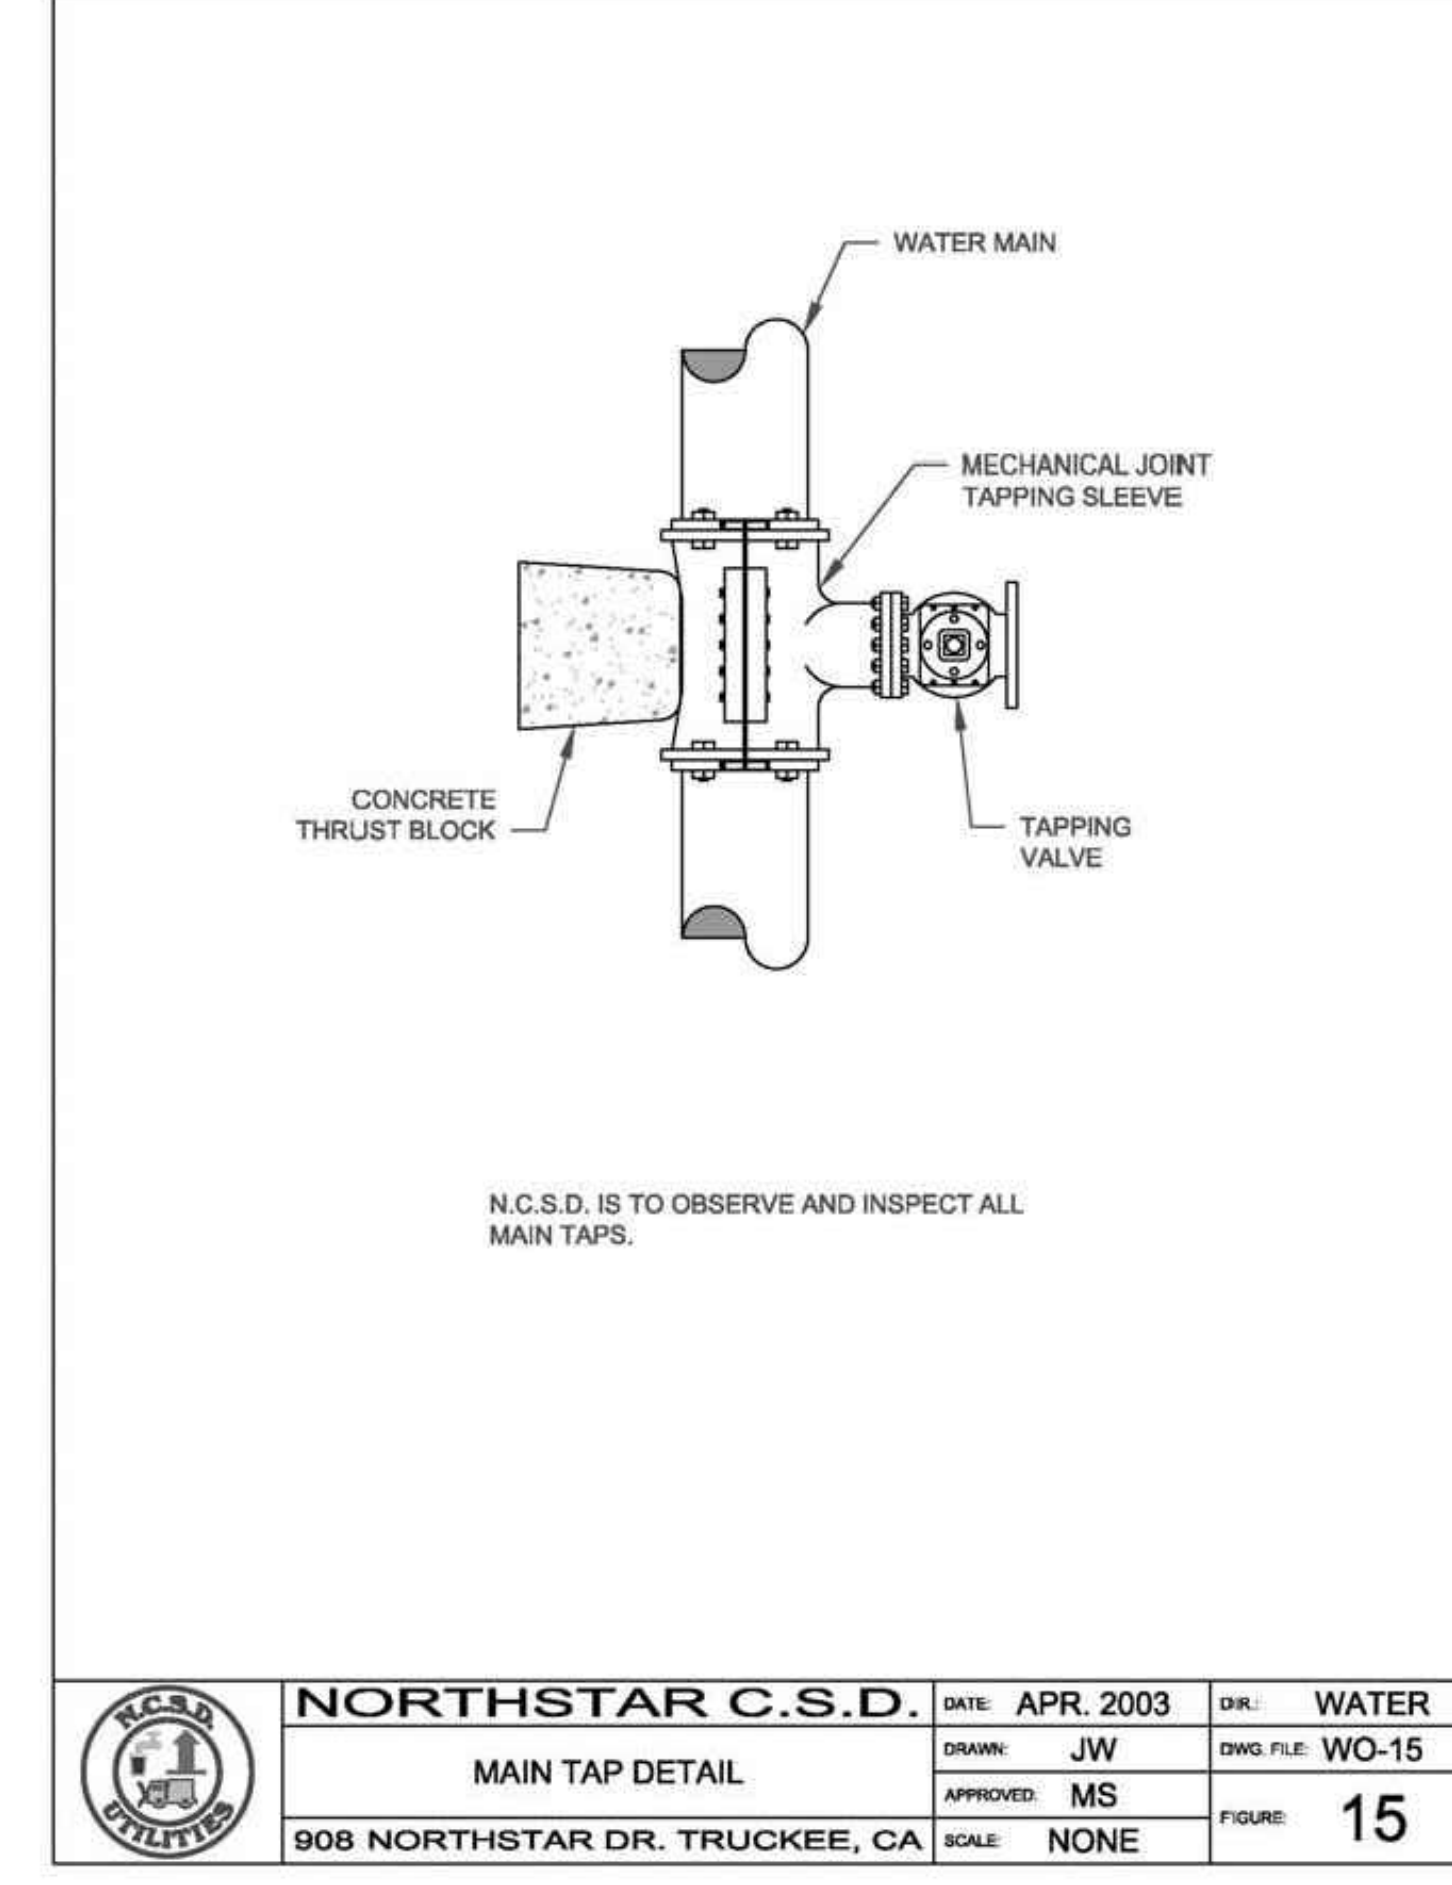 WATER MAIN
MECHANICAL JOINT
TAPPING SLEEVE
CONCRETE
THRUST BLOCK
TAPPING
VALVE
N.C.S.D. IS TO OBSERVE AND INSPECT ALL
MAIN TAPS.
N.C.S.D.
UTILITIES
NORTHSTAR C.S.D.
MAIN TAP DETAIL
908 NORTHSTAR DR. TRUCKEE, CA
DATE: APR. 2003
DRAWN: JW
APPROVED: MS
SCALE: NONE
DIR.: WATER
DWG. FILE: WO-15
FIGURE: 15